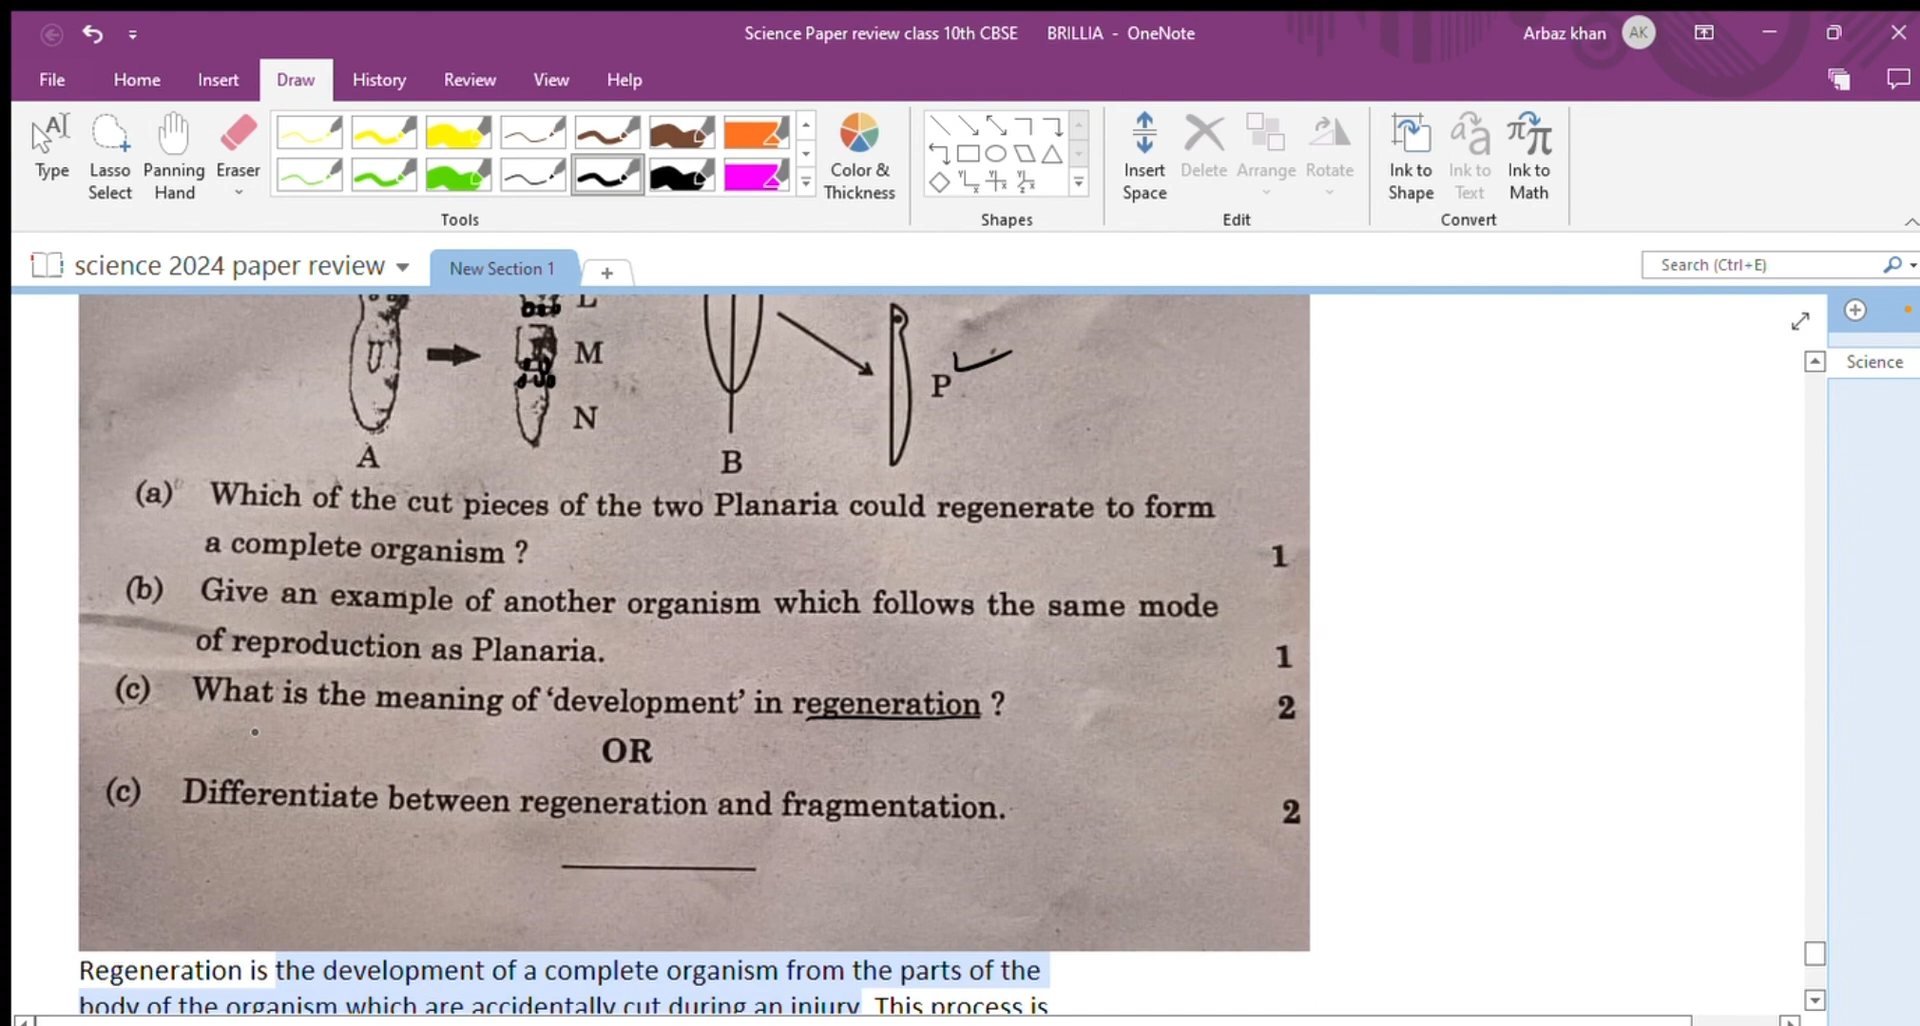 Science Paper review class 10th CBSE BRILLIA - OneNote
Arbaz khan AK
File Home Insert Draw History Review View Help
Type
Lasso Select
Panning Hand
Eraser
Color & Thickness
Insert Space
Delete
Arrange
Rotate
Ink to Shape
Ink to Text
Ink to Math
Tools
Shapes
Edit
Convert
science 2024 paper review
New Section 1
Search (Ctrl+E)
Science
L
M
N
P
A
B
(a) Which of the cut pieces of the two Planaria could regenerate to form
a complete organism ? 1
(b) Give an example of another organism which follows the same mode
of reproduction as Planaria. 1
(c) What is the meaning of ‘development’ in regeneration ? 2
OR
(c) Differentiate between regeneration and fragmentation. 2
Regeneration is the development of a complete organism from the parts of the
body of the organism which are accidentally cut during an injury. This process is